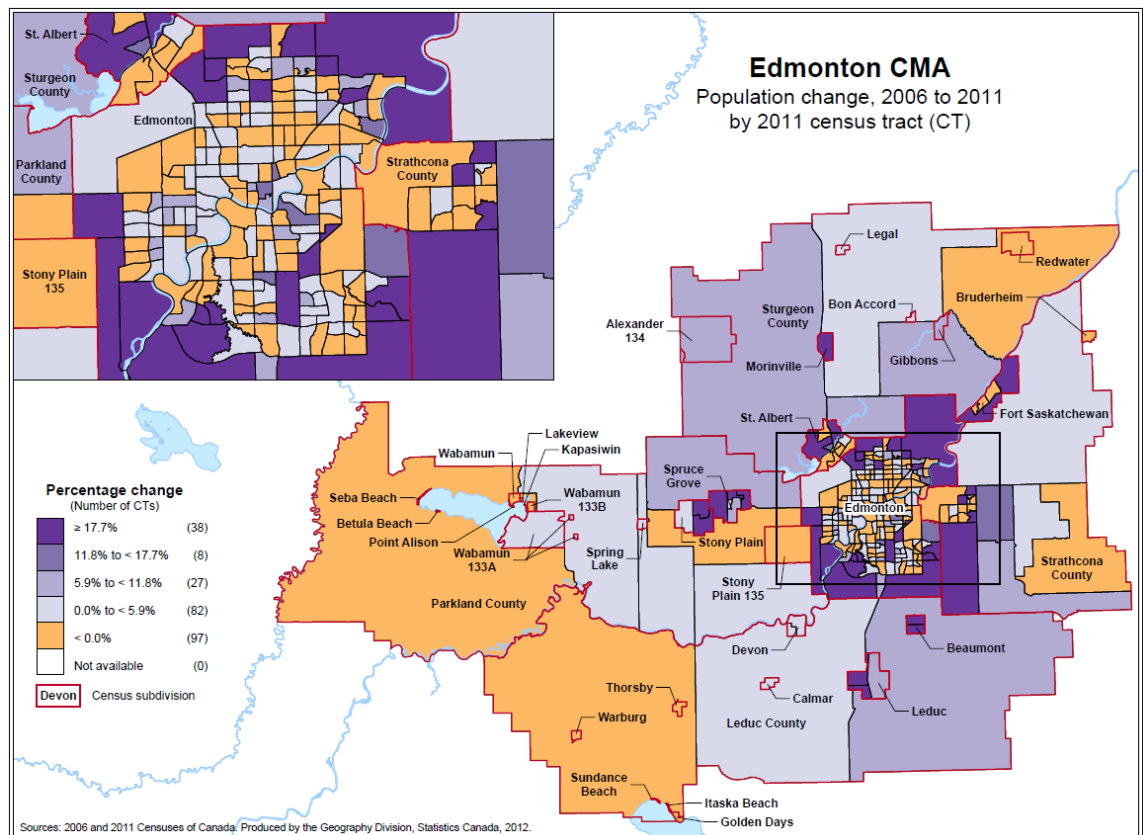 Edmonton CMA
Population change, 2006 to 2011
by 2011 census tract (CT)
St. Albert
Sturgeon
County
Edmonton
Parkland
County
Strathcona
County
Stony Plain
135
Legal
Redwater
Bruderheim
Bon Accord
Sturgeon
County
Alexander
134
Morinville
Gibbons
Fort Saskatchewan
St. Albert
Lakeview
Kapasiwin
Wabamun
Spruce
Grove
Seba Beach
Wabamun
133B
Edmonton
Betula Beach
Point Alison
Stony Plain
Wabamun
133A
Spring
Lake
Strathcona
County
Stony
Plain 135
Parkland County
Devon
Beaumont
Thorsby
Calmar
Leduc
Warburg
Leduc County
Sundance
Beach
Itaska Beach
Golden Days
Percentage change
(Number of CTs)
≥ 17.7% (38)
11.8% to < 17.7% (8)
5.9% to < 11.8% (27)
0.0% to < 5.9% (82)
< 0.0% (97)
Not available (0)
Devon Census subdivision
Sources: 2006 and 2011 Censuses of Canada. Produced by the Geography Division, Statistics Canada, 2012.